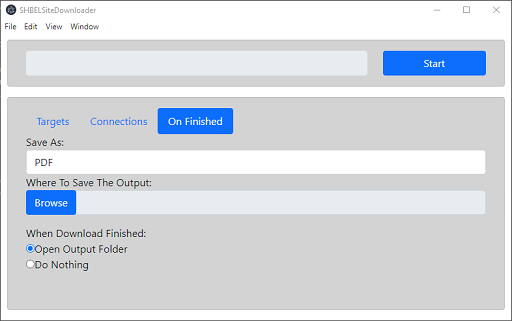 SHBELSiteDownloader
File Edit View Window
Start
Targets Connections On Finished
Save As:
PDF
Where To Save The Output:
Browse
When Download Finished:
Open Output Folder
Do Nothing